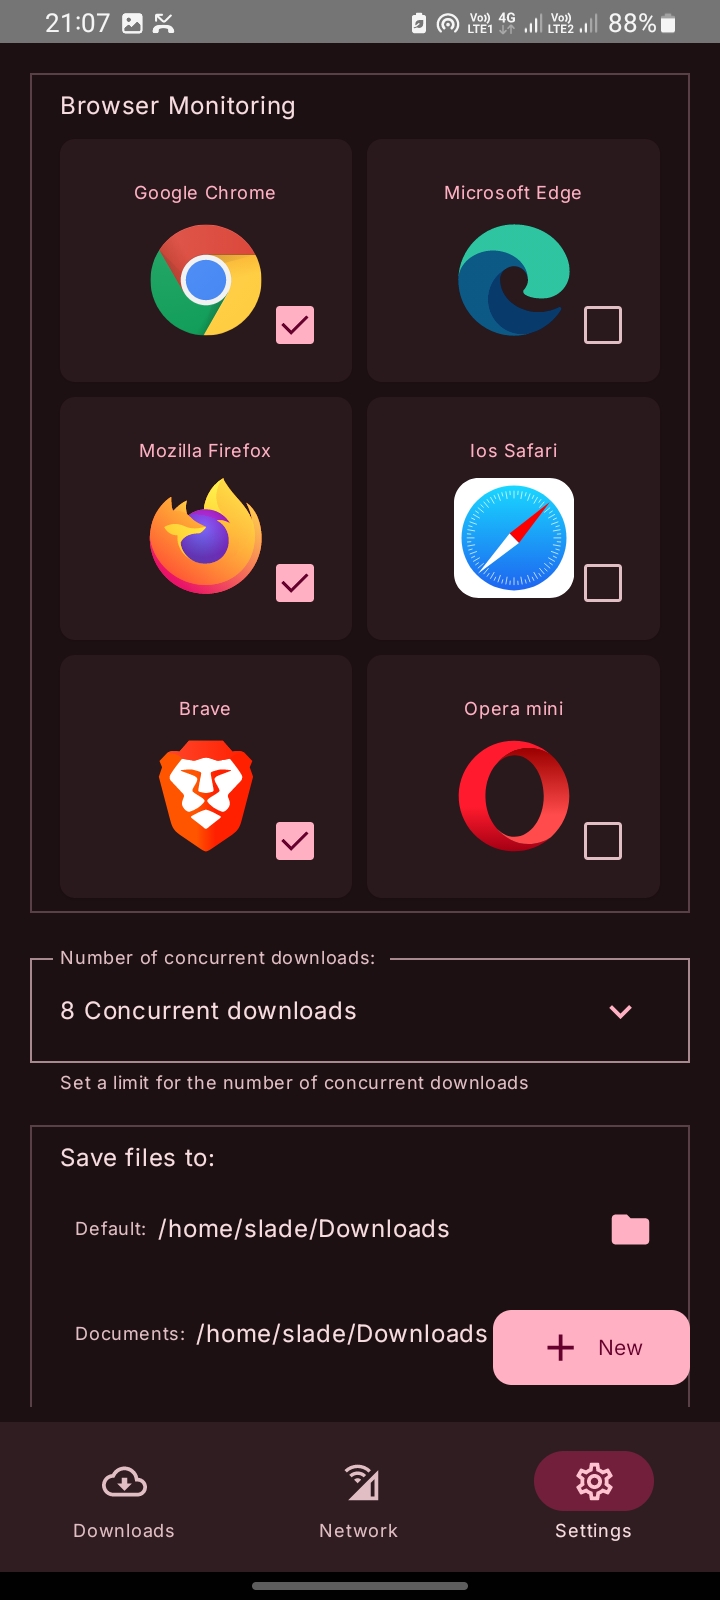 21:07
Vo) LTE1 4G Vo) LTE2 88%
Browser Monitoring
Google Chrome
Microsoft Edge
Mozilla Firefox
Ios Safari
Brave
Opera mini
Number of concurrent downloads:
8 Concurrent downloads
Set a limit for the number of concurrent downloads
Save files to:
Default: /home/slade/Downloads
Documents: /home/slade/Downloads
New
Downloads
Network
Settings